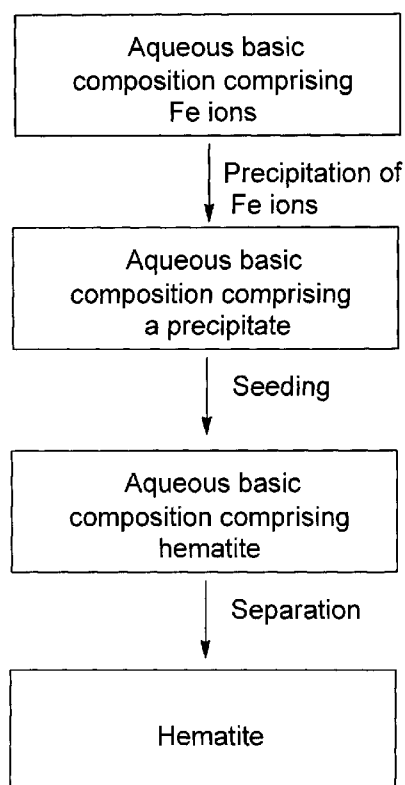 Aqueous basic
composition comprising
Fe ions
Precipitation of
Fe ions
Aqueous basic
composition comprising
a precipitate
Seeding
Aqueous basic
composition comprising
hematite
Separation
Hematite